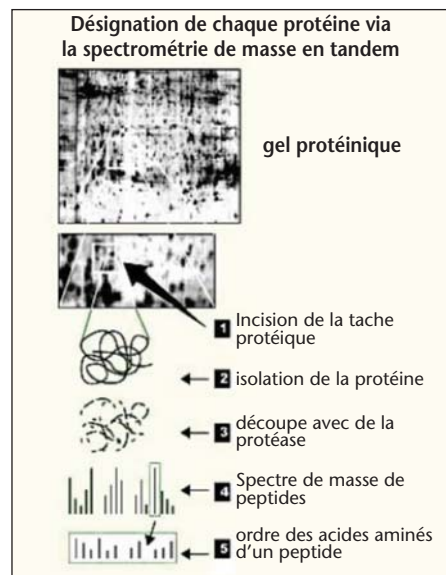 Désignation de chaque protéine via
la spectrométrie de masse en tandem
gel protéinique
1 Incision de la tache
protéique
2 isolation de la protéine
3 découpe avec de la
protéase
4 Spectre de masse de
peptides
5 ordre des acides aminés
d'un peptide